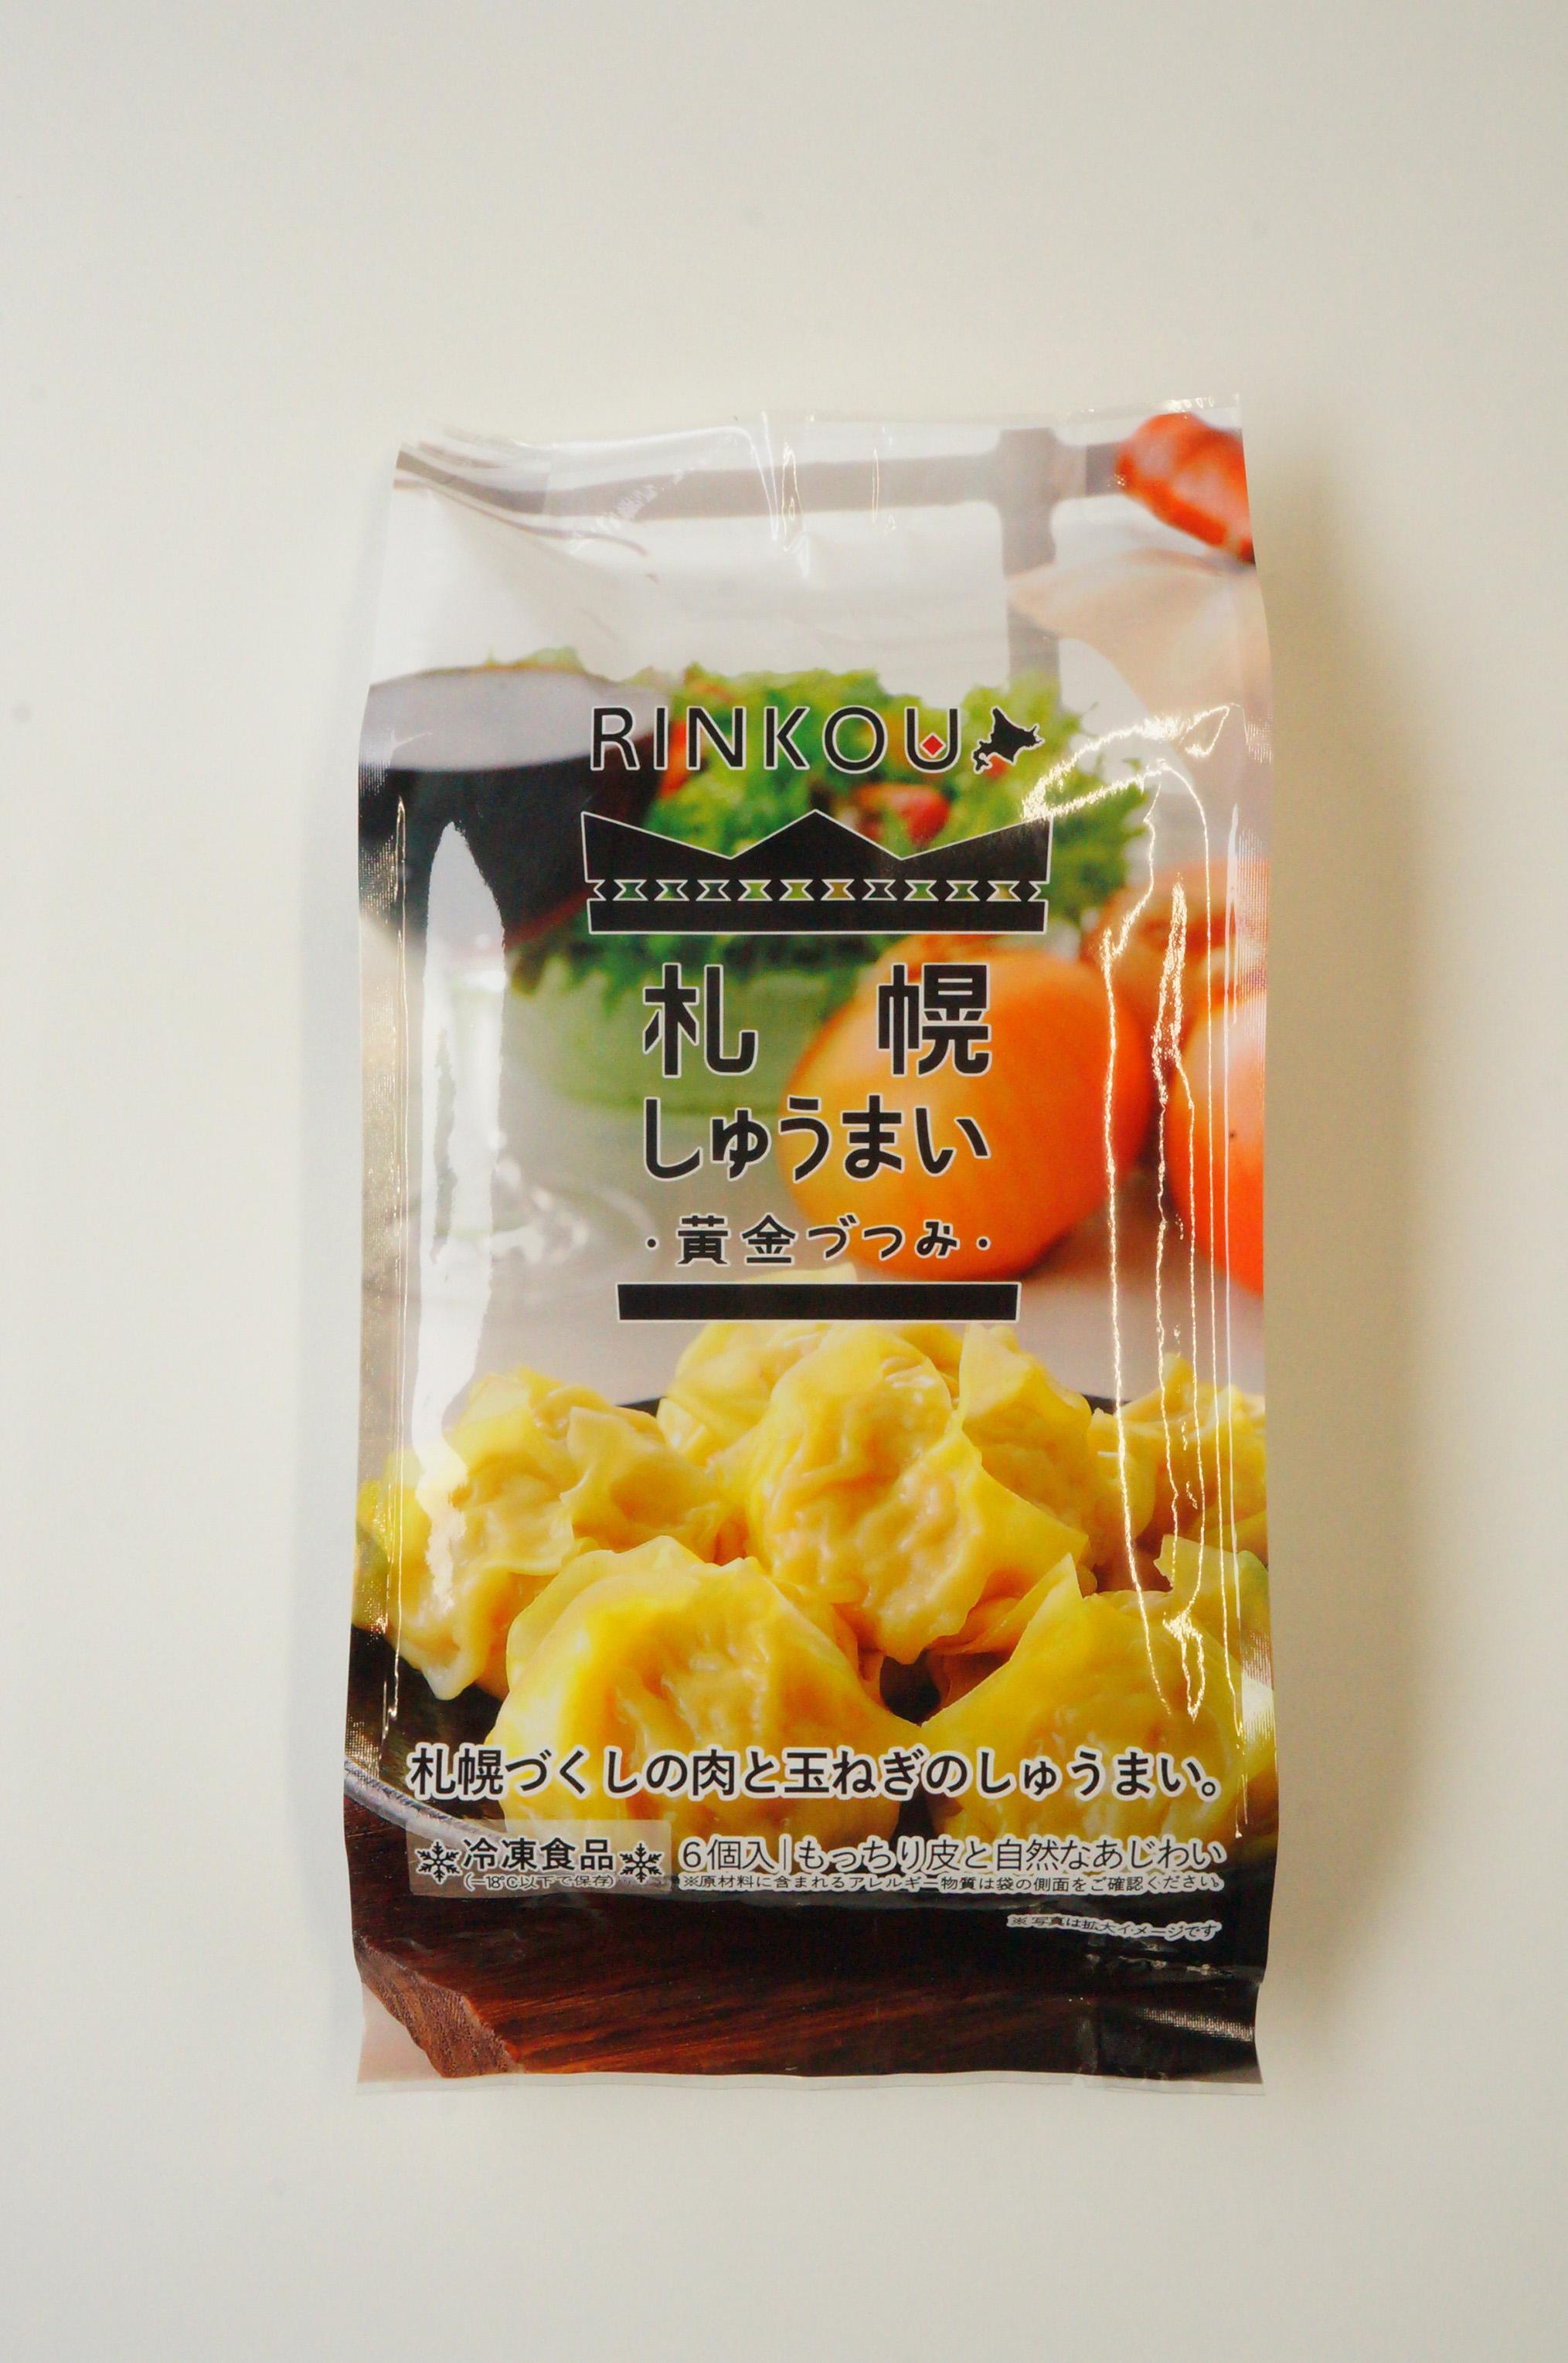 RINKOU
札幌
しゅうまい
・黄金づつみ・
札幌づくしの肉と玉ねぎのしゅうまい。
冷凍食品
(−18℃以下で保存)
6個入|もっちり皮と自然なあじわい
※原材料に含まれるアレルギー物質は袋の側面をご確認ください。
※写真は拡大イメージです